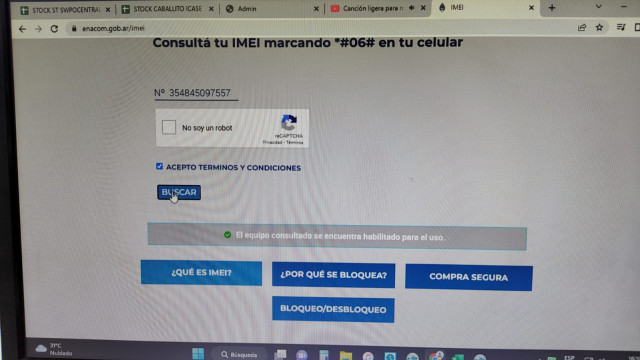 STOCK ST SWPOCENTRAL
STOCK CABALLITO ICASE
Admin
Canción ligera para n
IMEI
enacom.gob.ar/imei
Consultá tu IMEI marcando *#06# en tu celular
Nº 354845097557
No soy un robot
reCAPTCHA
Privacidad - Términos
ACEPTO TERMINOS Y CONDICIONES
BUSCAR
El equipo consultado se encuentra habilitado para el uso.
¿QUÉ ES IMEI?
¿POR QUÉ SE BLOQUEA?
COMPRA SEGURA
BLOQUEO/DESBLOQUEO
31°C
Nublado
Búsqueda
ESP